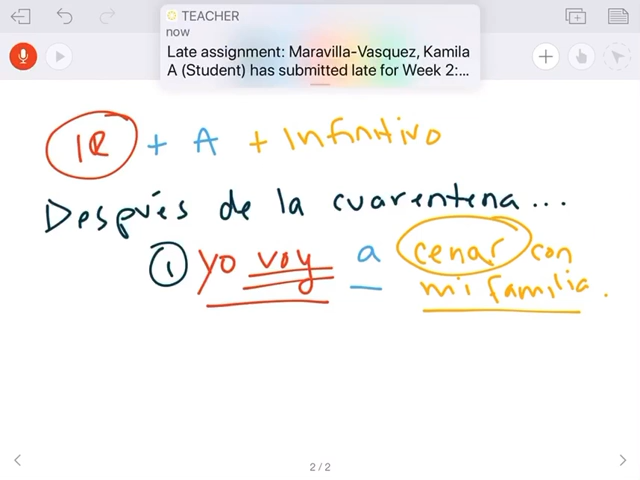 TEACHER
now
Late assignment: Maravilla-Vasquez, Kamila
A (Student) has submitted late for Week 2:...
IR + A + Infinitivo
Después de la cuarentena...
1 yo voy a cenar con
mi familia.
2 / 2